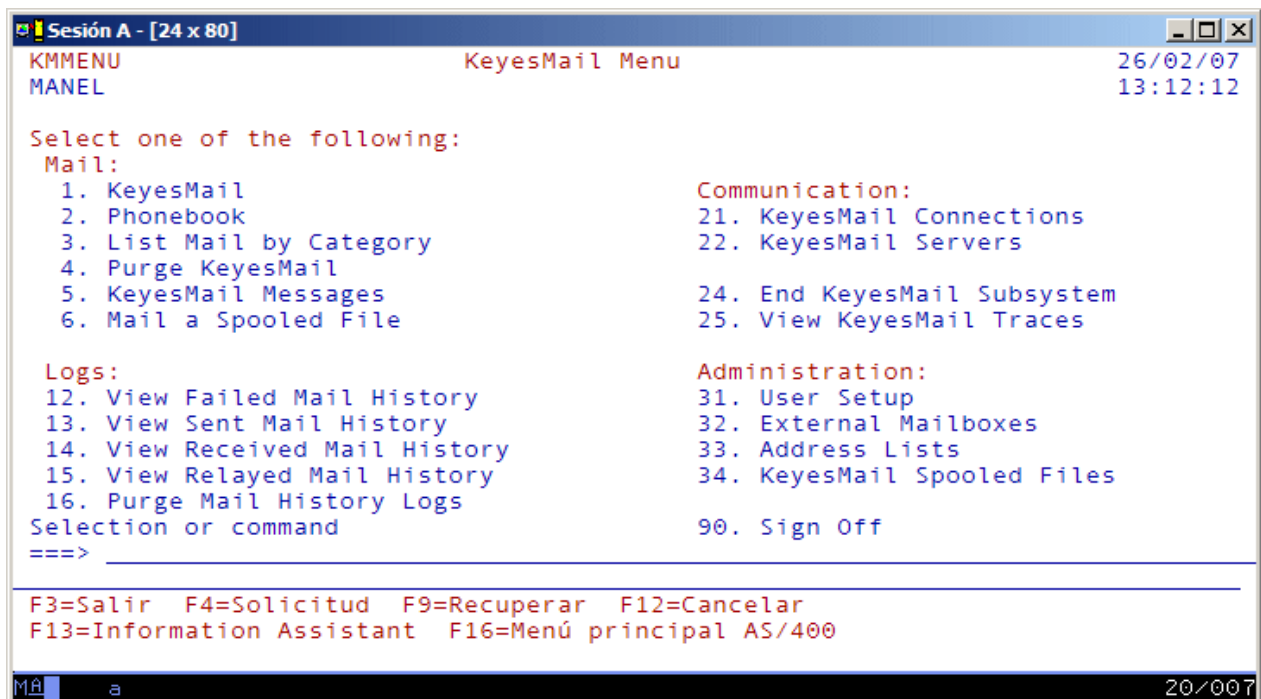 Sesión A - [24 x 80]
KMMENU KeyesMail Menu 26/02/07
MANEL 13:12:12
Select one of the following:
Mail:
1. KeyesMail Communication:
2. Phonebook 21. KeyesMail Connections
3. List Mail by Category 22. KeyesMail Servers
4. Purge KeyesMail
5. KeyesMail Messages 24. End KeyesMail Subsystem
6. Mail a Spooled File 25. View KeyesMail Traces
Logs: Administration:
12. View Failed Mail History 31. User Setup
13. View Sent Mail History 32. External Mailboxes
14. View Received Mail History 33. Address Lists
15. View Relayed Mail History 34. KeyesMail Spooled Files
16. Purge Mail History Logs
Selection or command 90. Sign Off
===>
F3=Salir F4=Solicitud F9=Recuperar F12=Cancelar
F13=Information Assistant F16=Menú principal AS/400
MA a 20/007